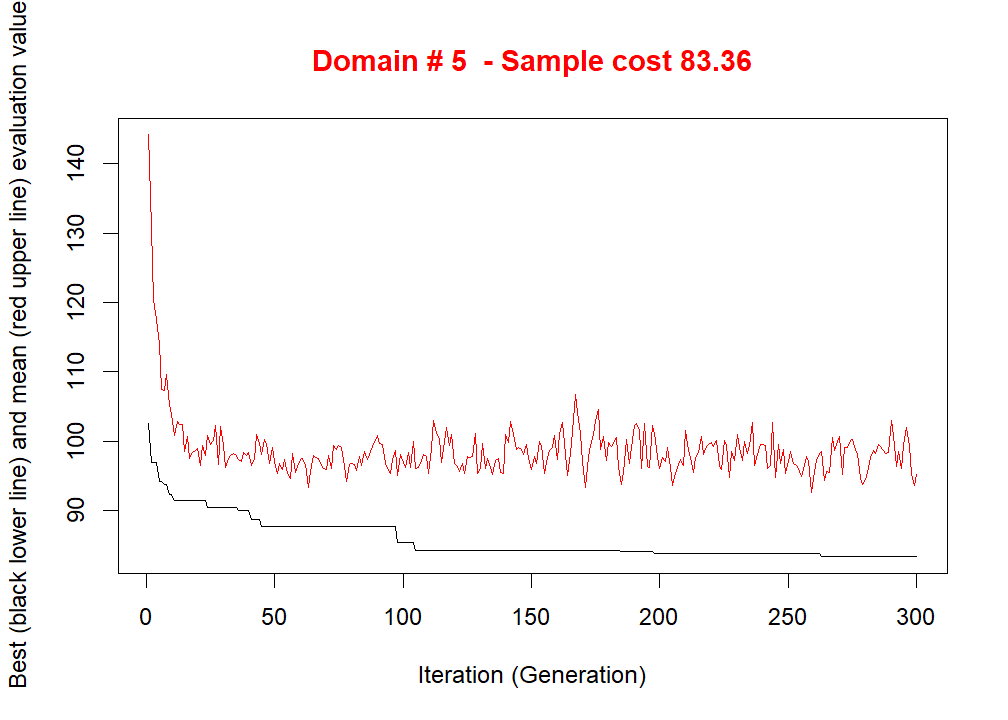 Domain # 5  - Sample cost 83.36
Best (black lower line) and mean (red upper line) evaluation value
140
130
120
110
100
90
0 50 100 150 200 250 300
Iteration (Generation)